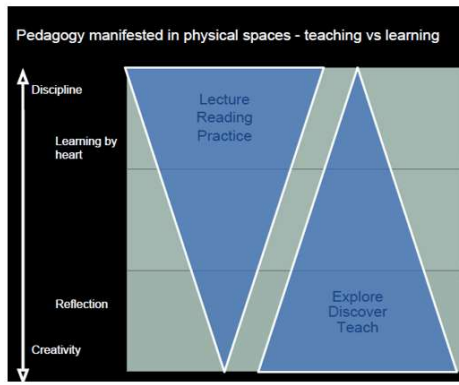 Pedagogy manifested in physical spaces - teaching vs learning
Discipline
Learning by
heart
Reflection
Creativity
Lecture
Reading
Practice
Explore
Discover
Teach